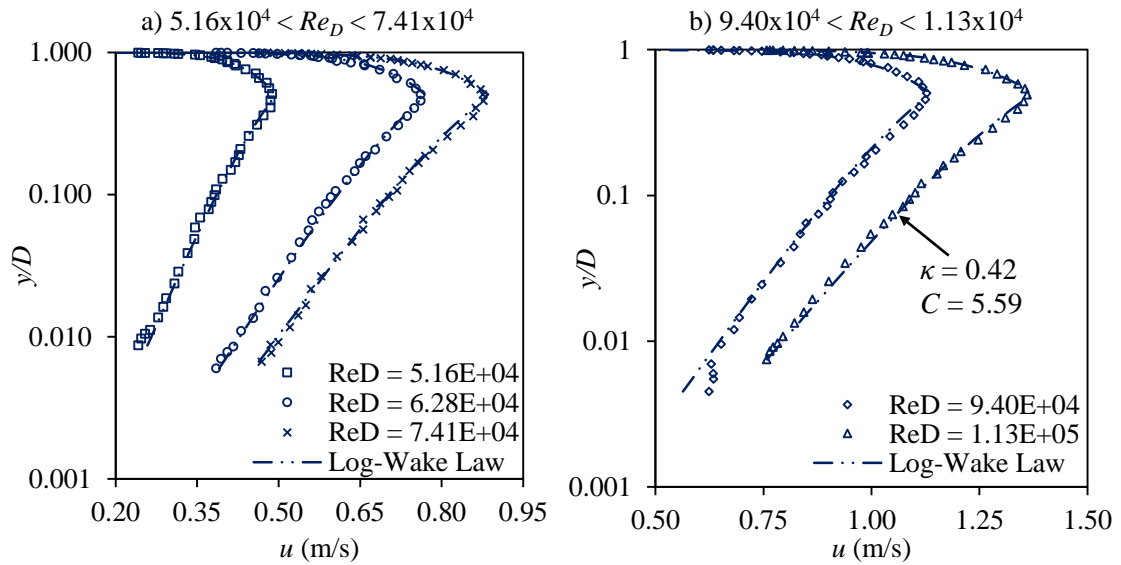 a) 5.16x10⁴ < Re_D < 7.41x10⁴
1.000
0.100
0.010
0.001
y/D
ReD = 5.16E+04
ReD = 6.28E+04
ReD = 7.41E+04
Log-Wake Law
0.20 0.35 0.50 0.65 0.80 0.95
u (m/s)
b) 9.40x10⁴ < Re_D < 1.13x10⁴
1
0.1
0.01
0.001
y/D
κ = 0.42
C = 5.59
ReD = 9.40E+04
ReD = 1.13E+05
Log-Wake Law
0.50 0.75 1.00 1.25 1.50
u (m/s)